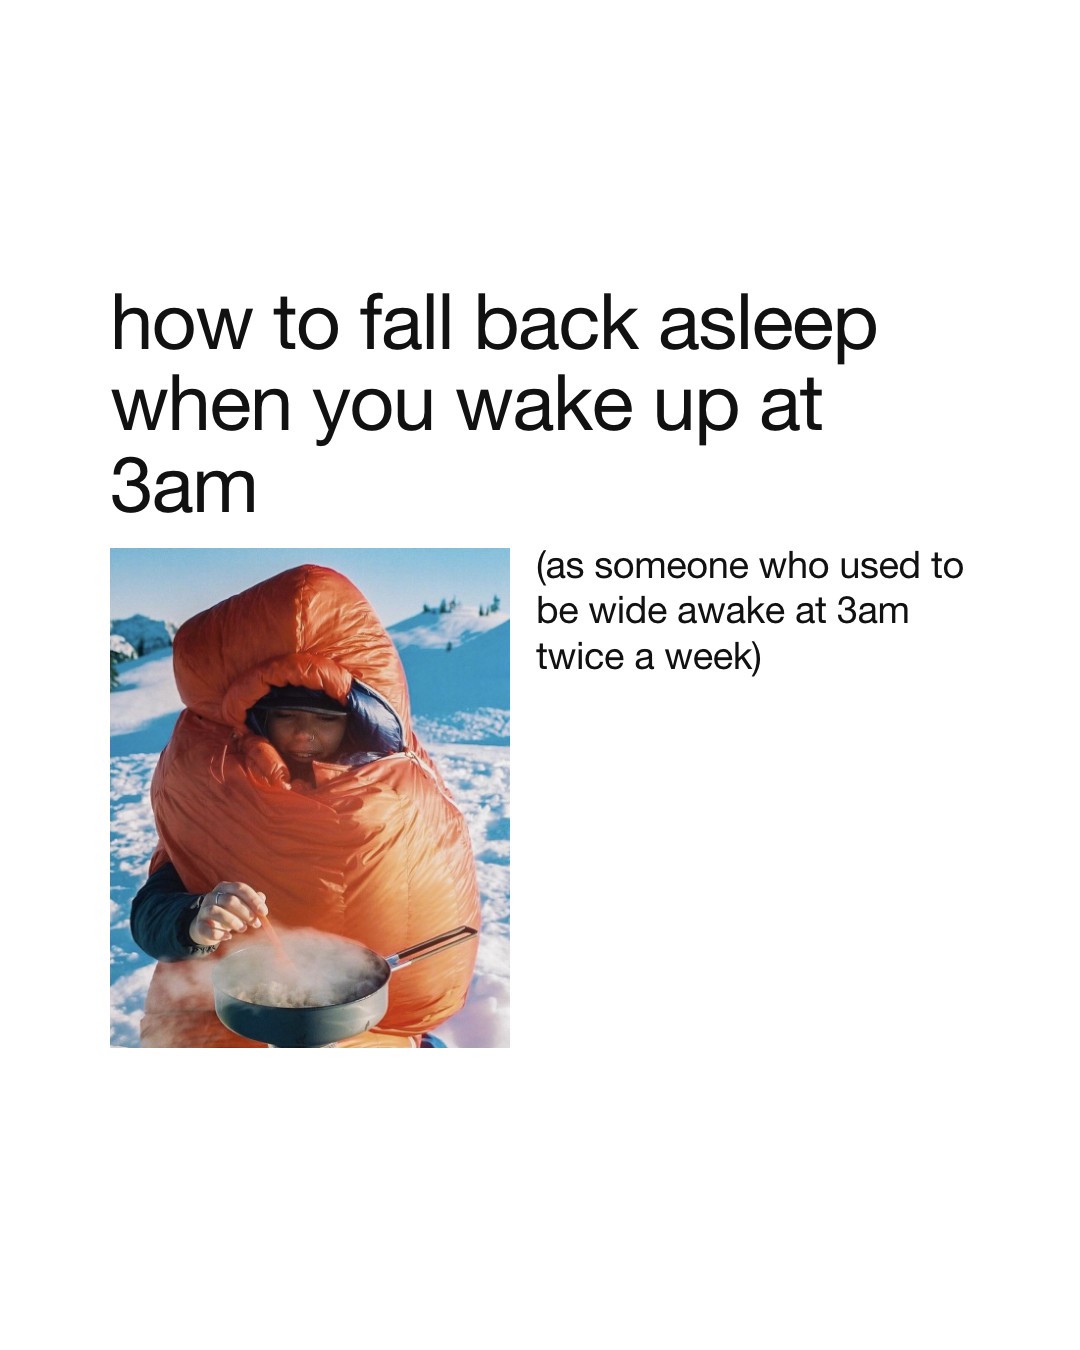 how to fall back asleep
when you wake up at
3am
(as someone who used to
be wide awake at 3am
twice a week)